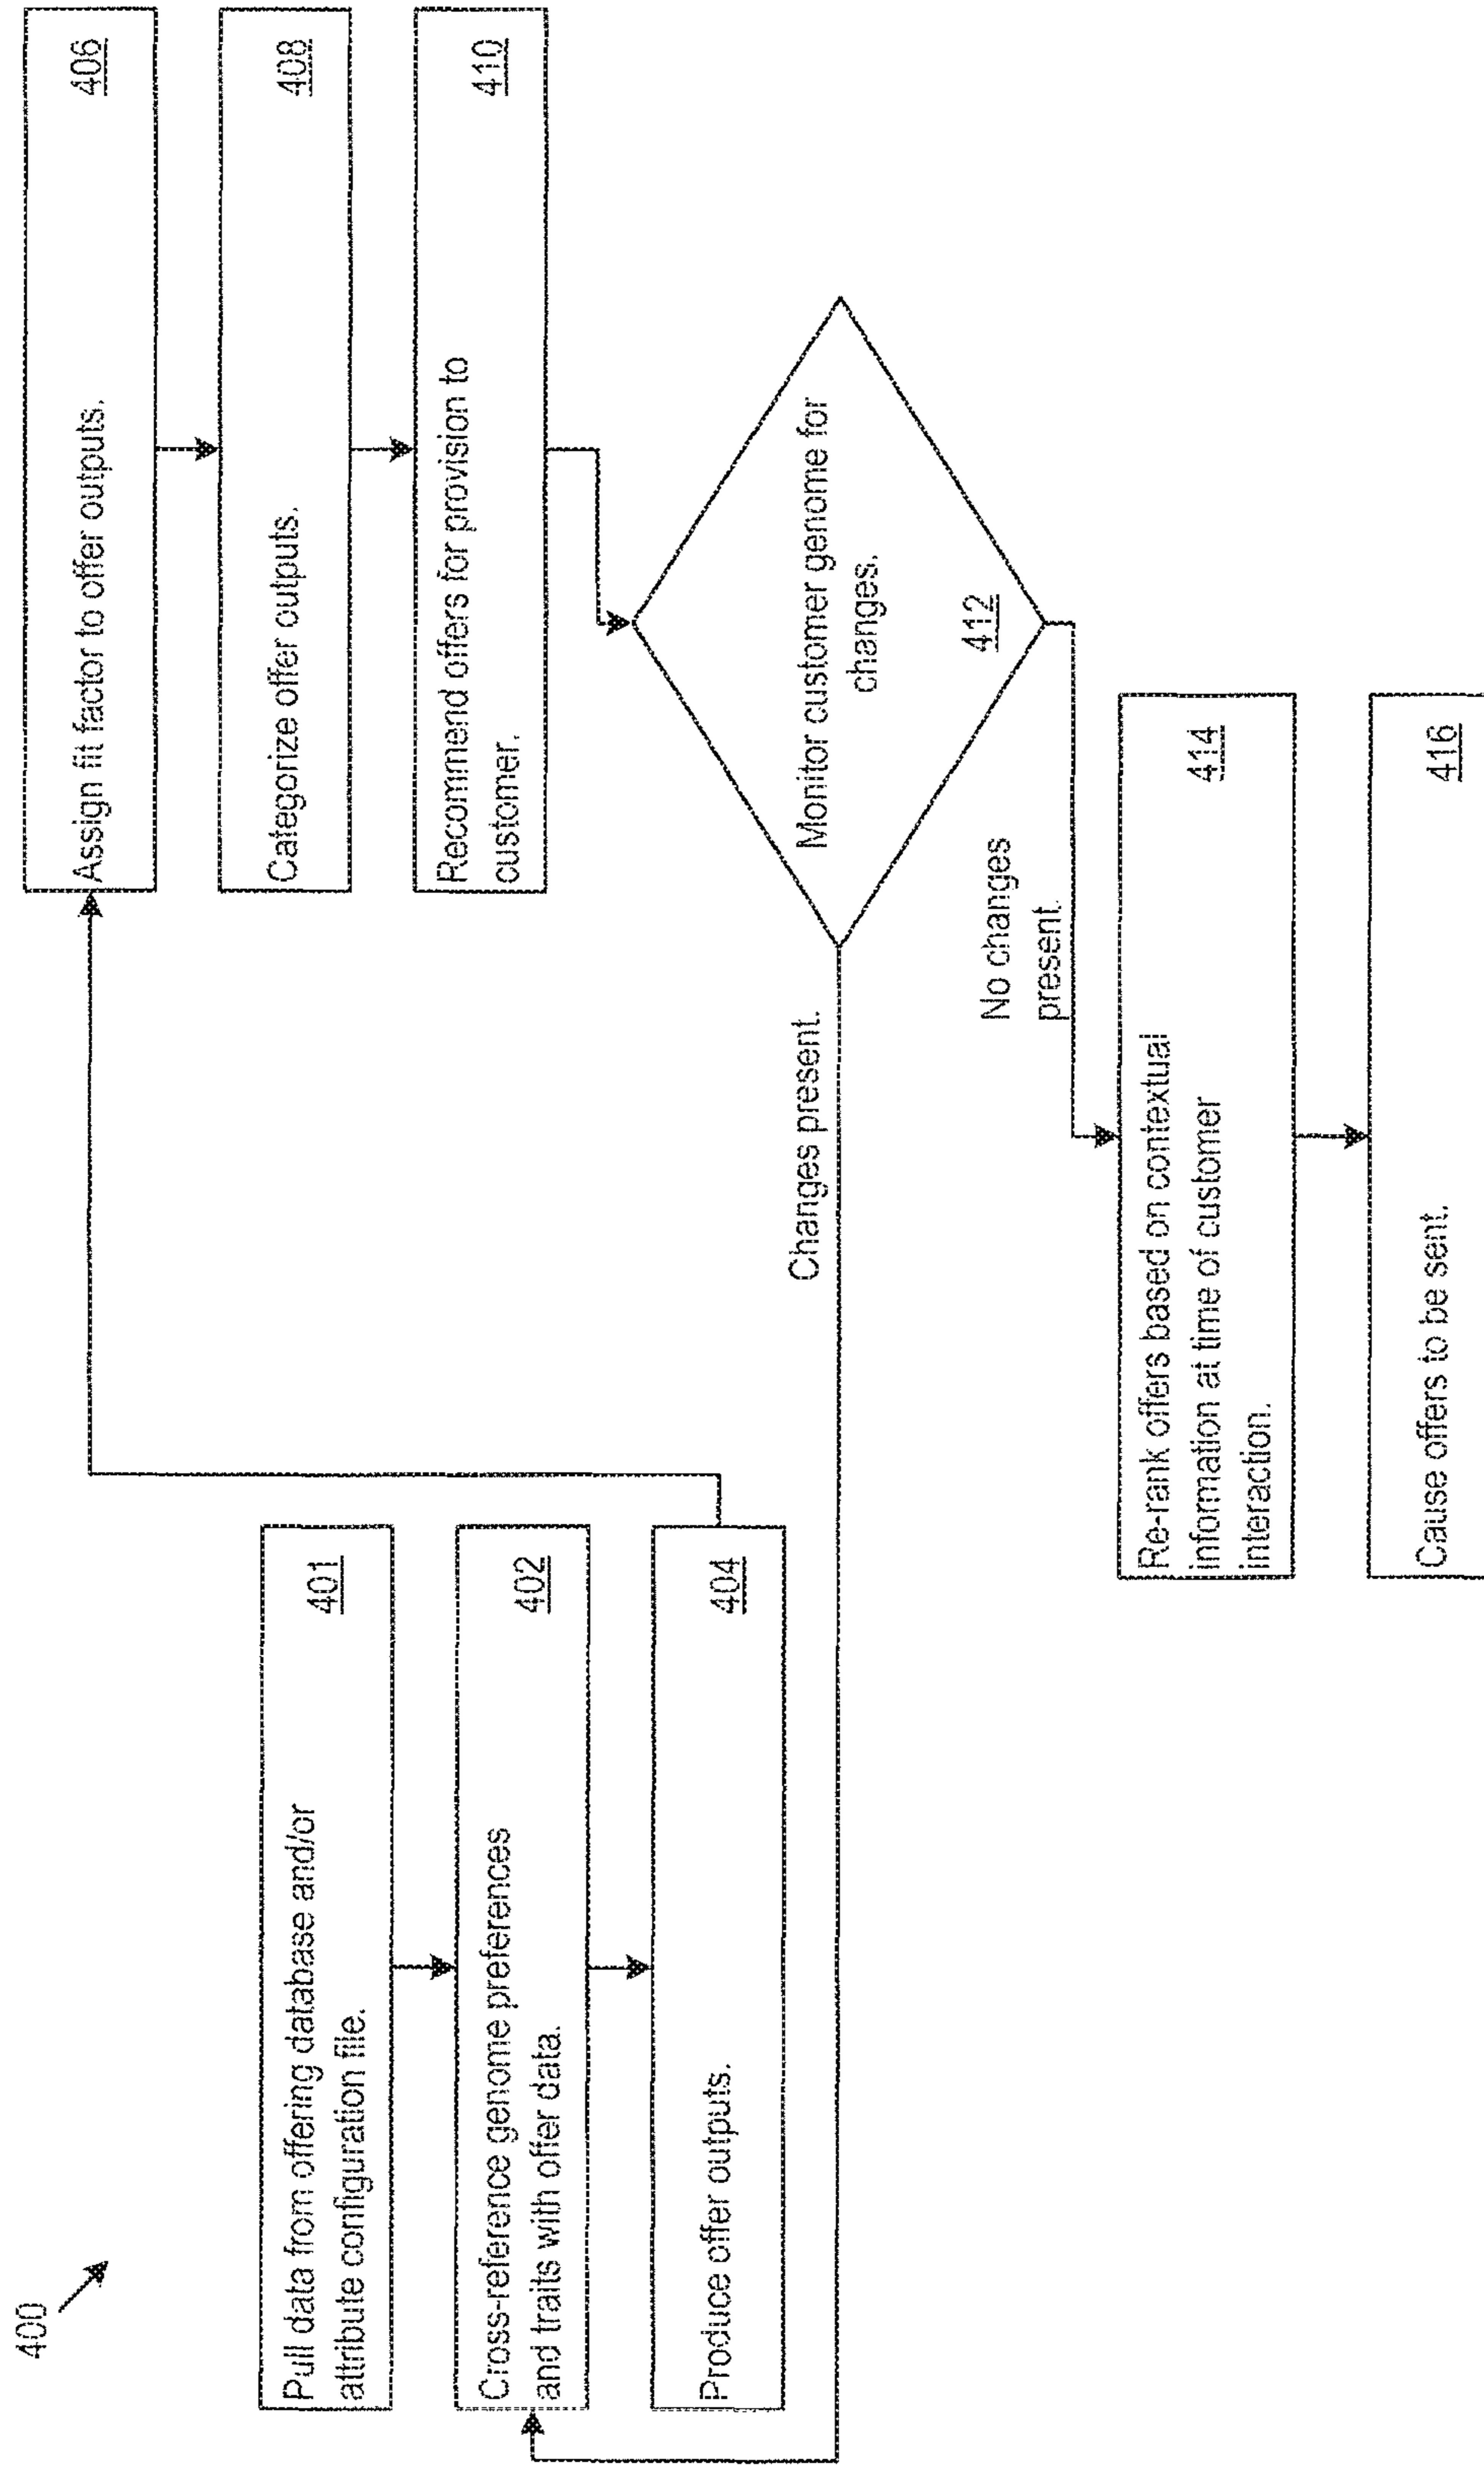 400
Pull data from offering database and/or
attribute configuration file.
401
Cross-reference genome preferences
and traits with offer data.
402
Produce offer outputs.
404
Assign fit factor to offer outputs.
406
Categorize offer outputs.
408
Recommend offers for provision to
customer.
410
Monitor customer genome for
changes.
412
Changes present.
No changes
present.
Re-rank offers based on contextual
information at time of customer
interaction.
414
Cause offers to be sent.
416